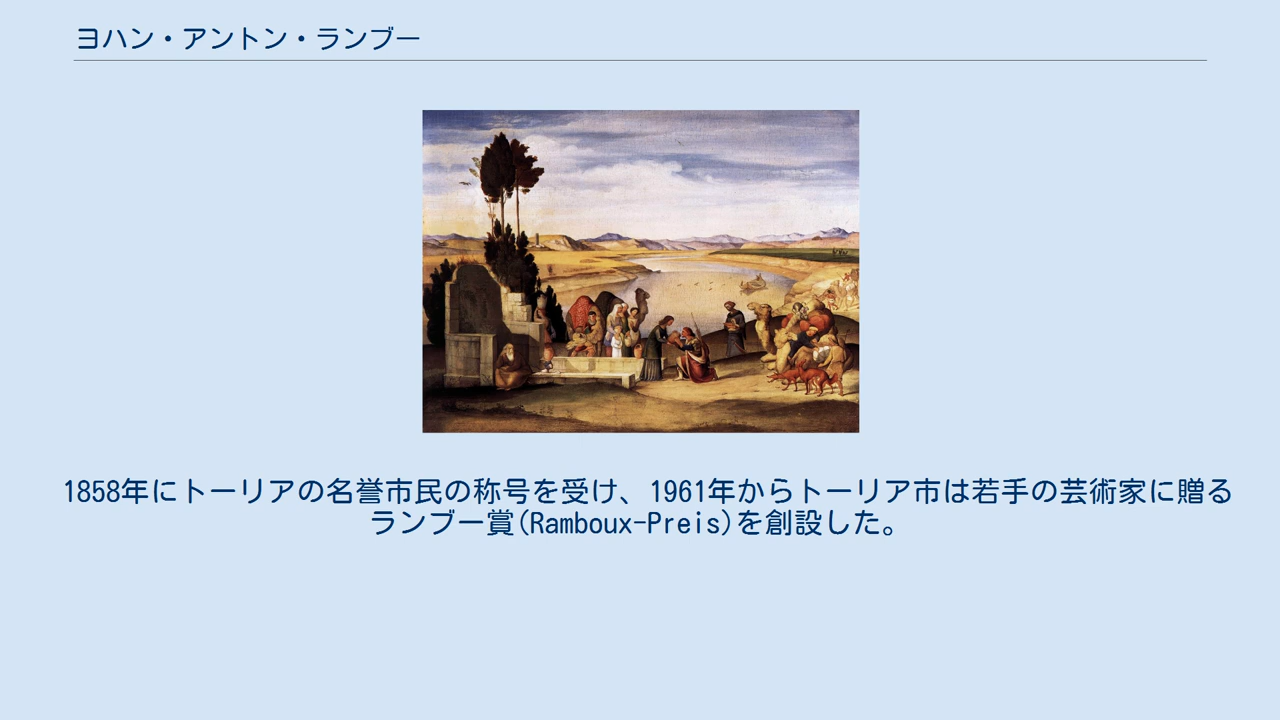 ヨハン・アントン・ランブー
1858年にトーリアの名誉市民の称号を受け、1961年からトーリア市は若手の芸術家に贈る
ランブー賞(Ramboux-Preis)を創設した。